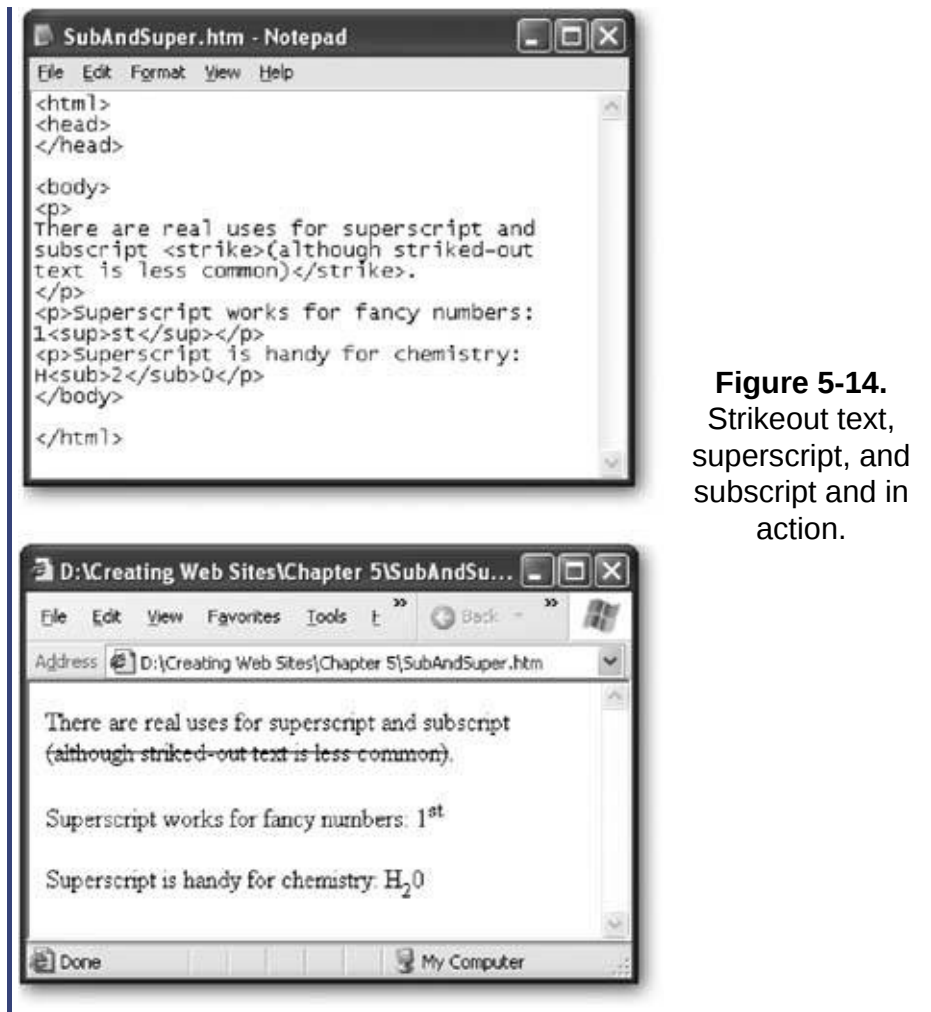 SubAndSuper.htm - Notepad
File Edit Format View Help
<html>
<head>
</head>
<body>
<p>
There are real uses for superscript and
subscript <strike>(although striked-out
text is less common)</strike>.
</p>
<p>Superscript works for fancy numbers:
1<sup>st</sup></p>
<p>Superscript is handy for chemistry:
H<sub>2</sub>0</p>
</body>
</html>
Figure 5-14.
Strikeout text,
superscript, and
subscript and in
action.
D:\Creating Web Sites\Chapter 5\SubAndSu...
File Edit View Favorites Tools » Back »
Address D:\Creating Web Sites\Chapter 5\SubAndSuper.htm
There are real uses for superscript and subscript
(although striked-out text is less common).
Superscript works for fancy numbers: 1st
Superscript is handy for chemistry: H20
Done My Computer